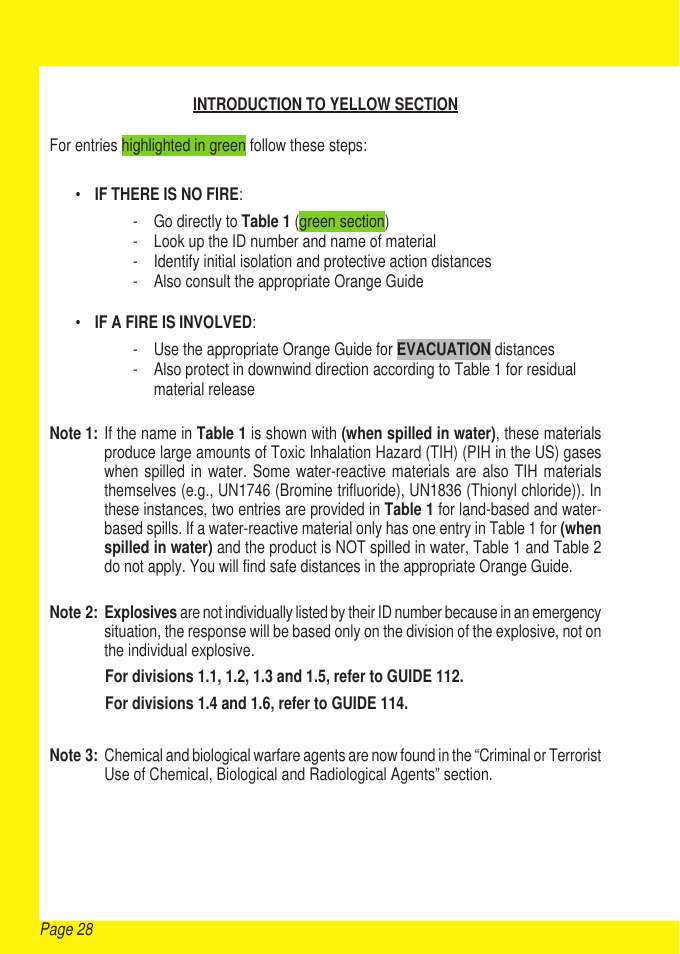 INTRODUCTION TO YELLOW SECTION
For entries highlighted in green follow these steps:
• IF THERE IS NO FIRE:
- Go directly to Table 1 (green section)
- Look up the ID number and name of material
- Identify initial isolation and protective action distances
- Also consult the appropriate Orange Guide
• IF A FIRE IS INVOLVED:
- Use the appropriate Orange Guide for EVACUATION distances
- Also protect in downwind direction according to Table 1 for residual
material release
Note 1: If the name in Table 1 is shown with (when spilled in water), these materials
produce large amounts of Toxic Inhalation Hazard (TIH) (PIH in the US) gases
when spilled in water. Some water-reactive materials are also TIH materials
themselves (e.g., UN1746 (Bromine trifluoride), UN1836 (Thionyl chloride)). In
these instances, two entries are provided in Table 1 for land-based and water-
based spills. If a water-reactive material only has one entry in Table 1 for (when
spilled in water) and the product is NOT spilled in water, Table 1 and Table 2
do not apply. You will find safe distances in the appropriate Orange Guide.
Note 2: Explosives are not individually listed by their ID number because in an emergency
situation, the response will be based only on the division of the explosive, not on
the individual explosive.
For divisions 1.1, 1.2, 1.3 and 1.5, refer to GUIDE 112.
For divisions 1.4 and 1.6, refer to GUIDE 114.
Note 3: Chemical and biological warfare agents are now found in the “Criminal or Terrorist
Use of Chemical, Biological and Radiological Agents” section.
Page 28